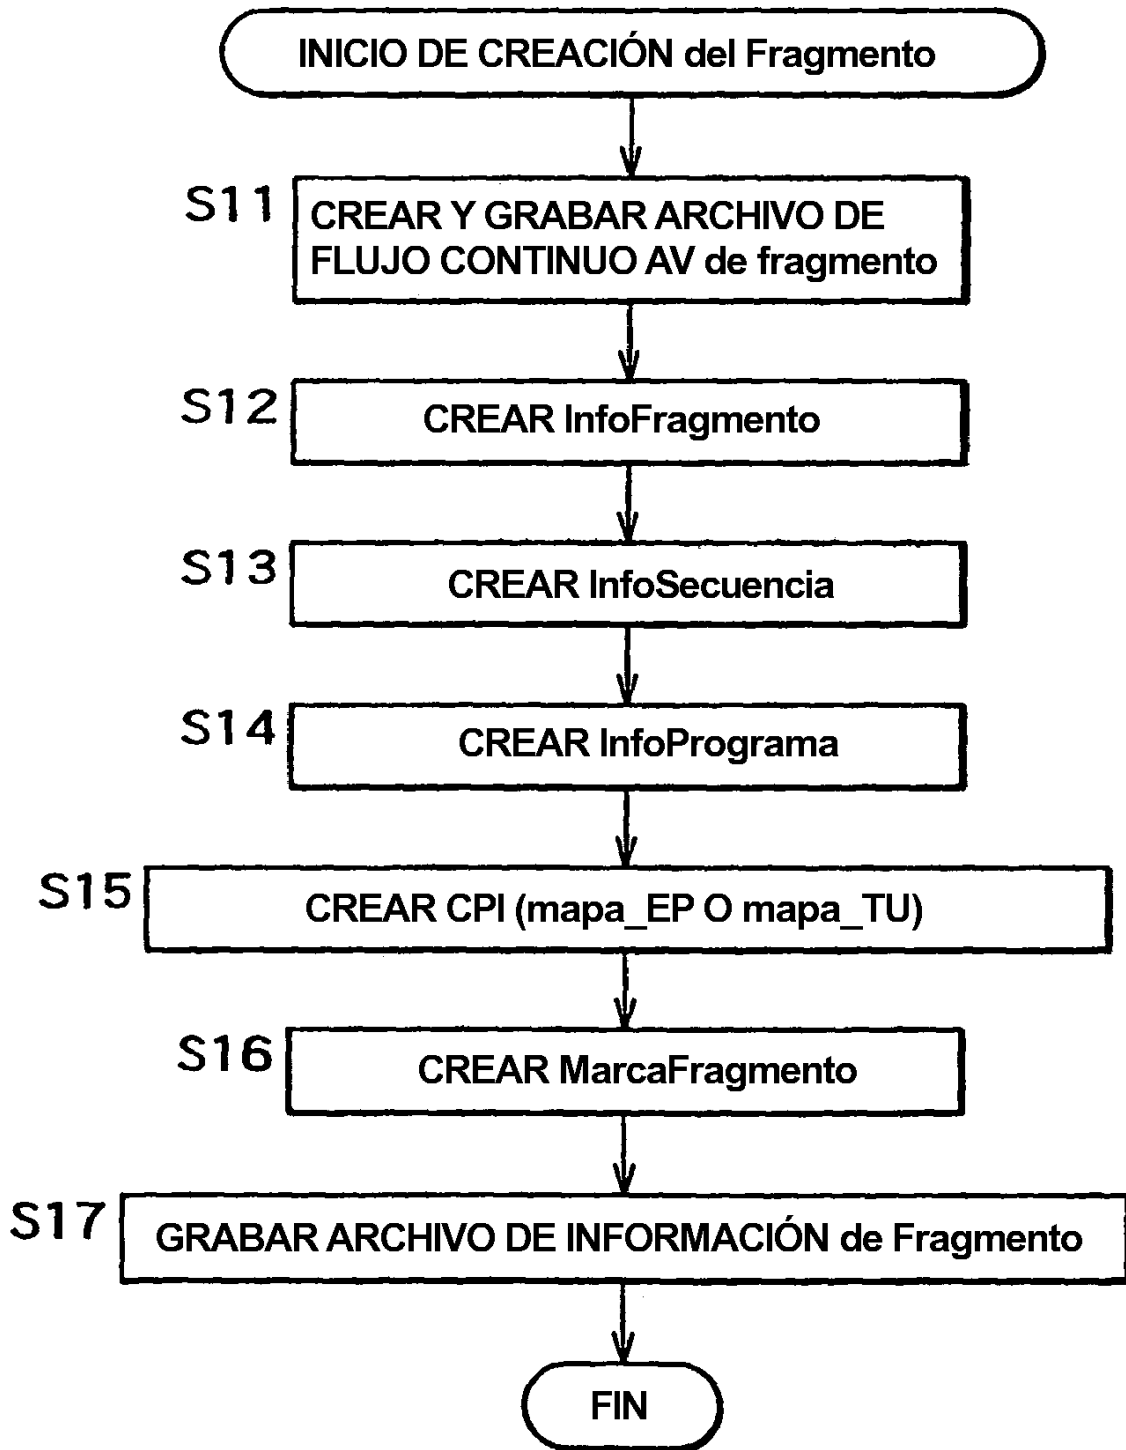 INICIO DE CREACIÓN del Fragmento
S11
CREAR Y GRABAR ARCHIVO DE
FLUJO CONTINUO AV de fragmento
S12
CREAR InfoFragmento
S13
CREAR InfoSecuencia
S14
CREAR InfoPrograma
S15
CREAR CPI (mapa_EP O mapa_TU)
S16
CREAR MarcaFragmento
S17
GRABAR ARCHIVO DE INFORMACIÓN de Fragmento
FIN